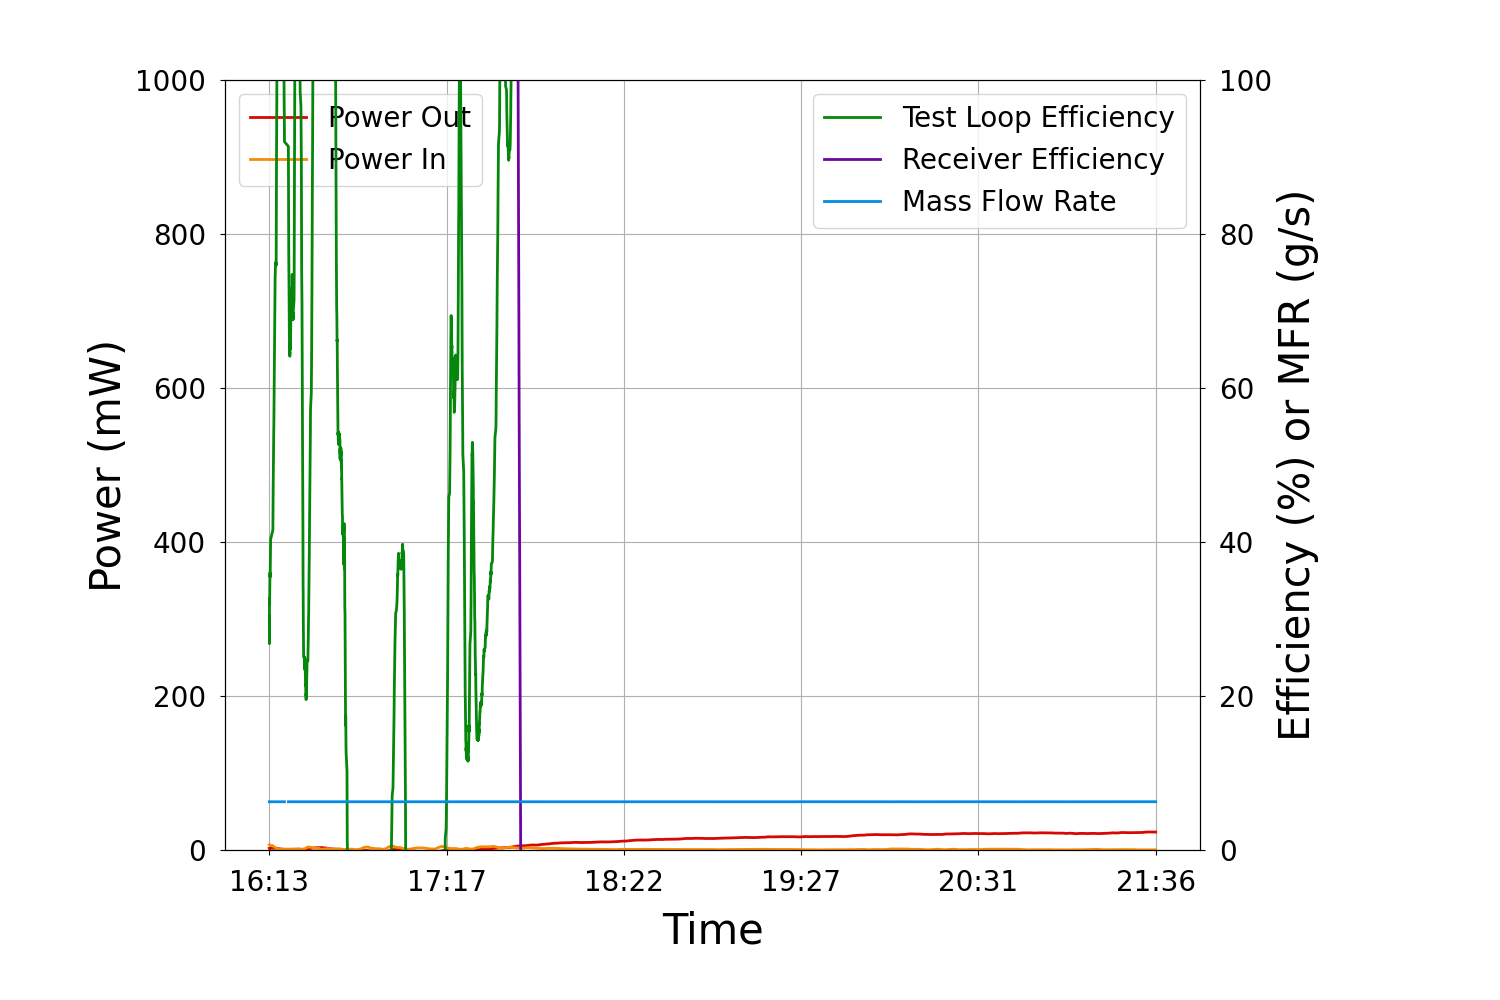 1000
800
600
400
200
0
Power (mW)
Power Out
Power In
Test Loop Efficiency
Receiver Efficiency
Mass Flow Rate
100
80
60
40
20
0
Efficiency (%) or MFR (g/s)
16:13 17:17 18:22 19:27 20:31 21:36
Time